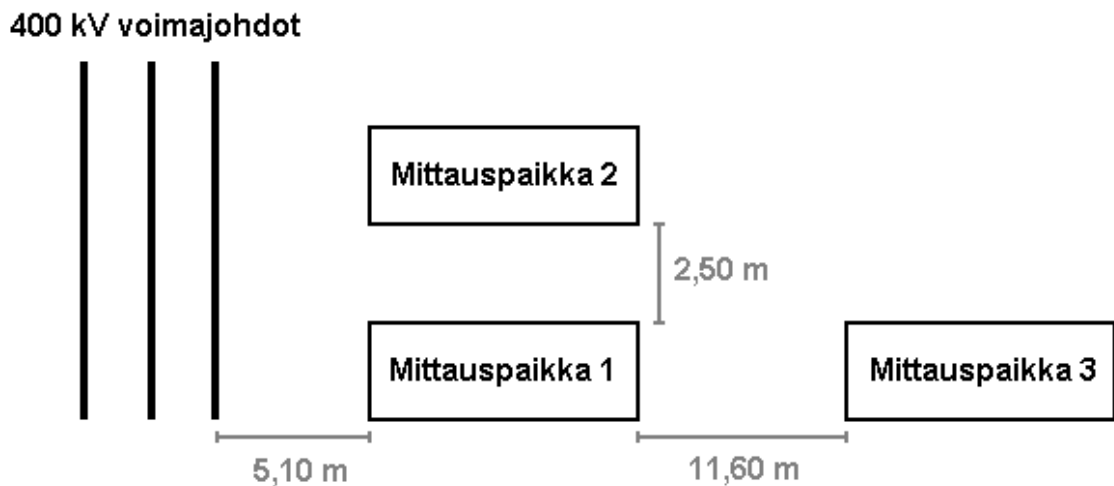 400 kV voimajohdot
Mittauspaikka 2
2,50 m
Mittauspaikka 1
Mittauspaikka 3
5,10 m
11,60 m